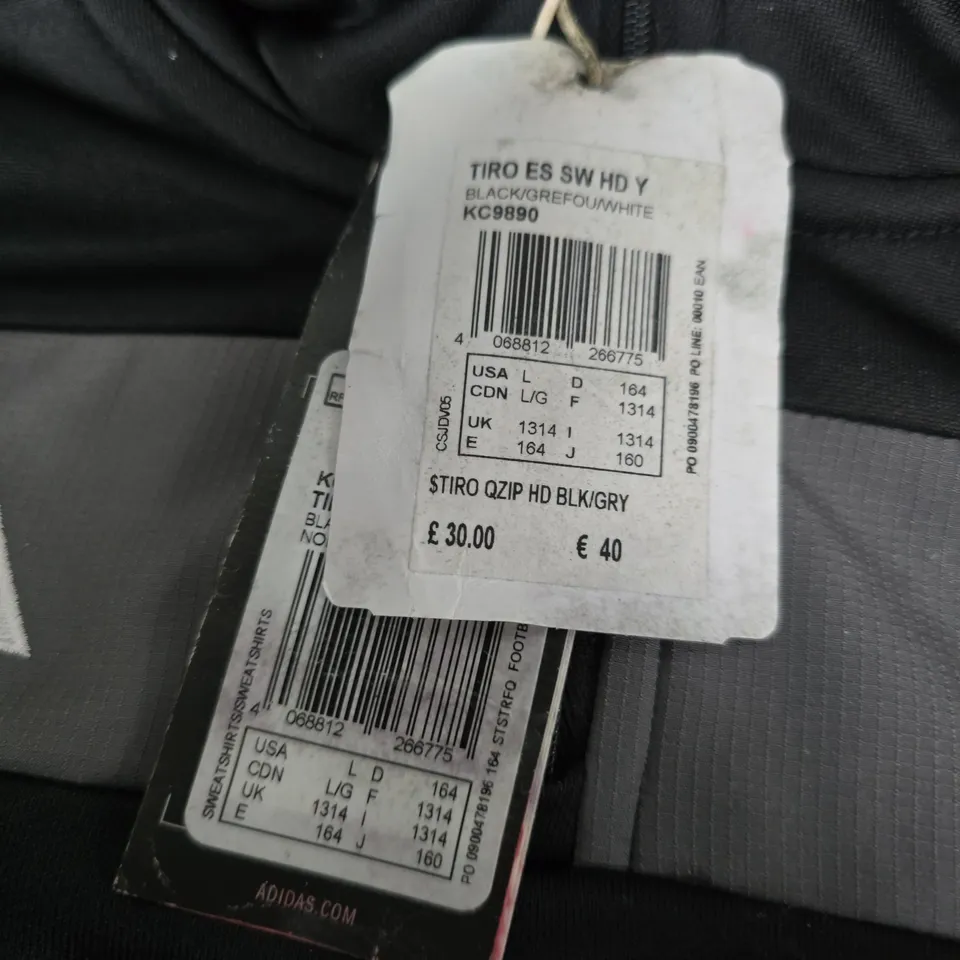 TIRO ES SW HD Y
BLACK/GREFOU/WHITE
KC9890
4 068812 266775
USA L D 164
CDN L/G F 1314
UK 1314 I 1314
E 164 J 160
CSJDV05
PO 0900478196 PO LINE: 00010 EAN
$TIRO QZIP HD BLK/GRY
£ 30.00 € 40
4 068812 266775
USA L D 164
CDN L/G F 1314
UK 1314 I 1314
E 164 J 160
SWEATSHIRTS/SWEATSHIRTS
PO 0900478196 164 STSTRFQ
ADIDAS.COM